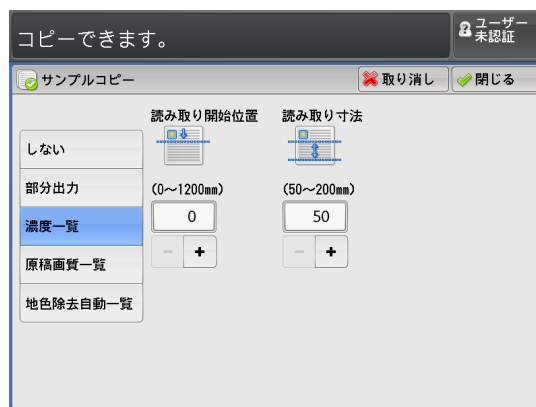 コピーできます。
ユーザー
未認証
サンプルコピー
取り消し
閉じる
読み取り開始位置
読み取り寸法
しない
部分出力
濃度一覧
原稿画質一覧
地色除去自動一覧
(0～1200mm)
(50～200mm)
0
50
－ ＋
－ ＋